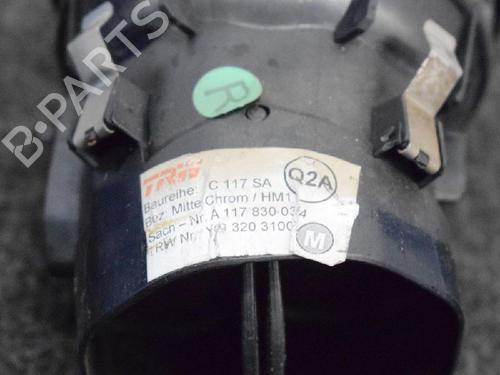 B-PARTS
R
TRW
Baureihe: C 117 SA
Q2A
Bez: Mitte Chrom / HM1
Sach - Nr. A 117 830 03
TRW Nr. 320 3100
M